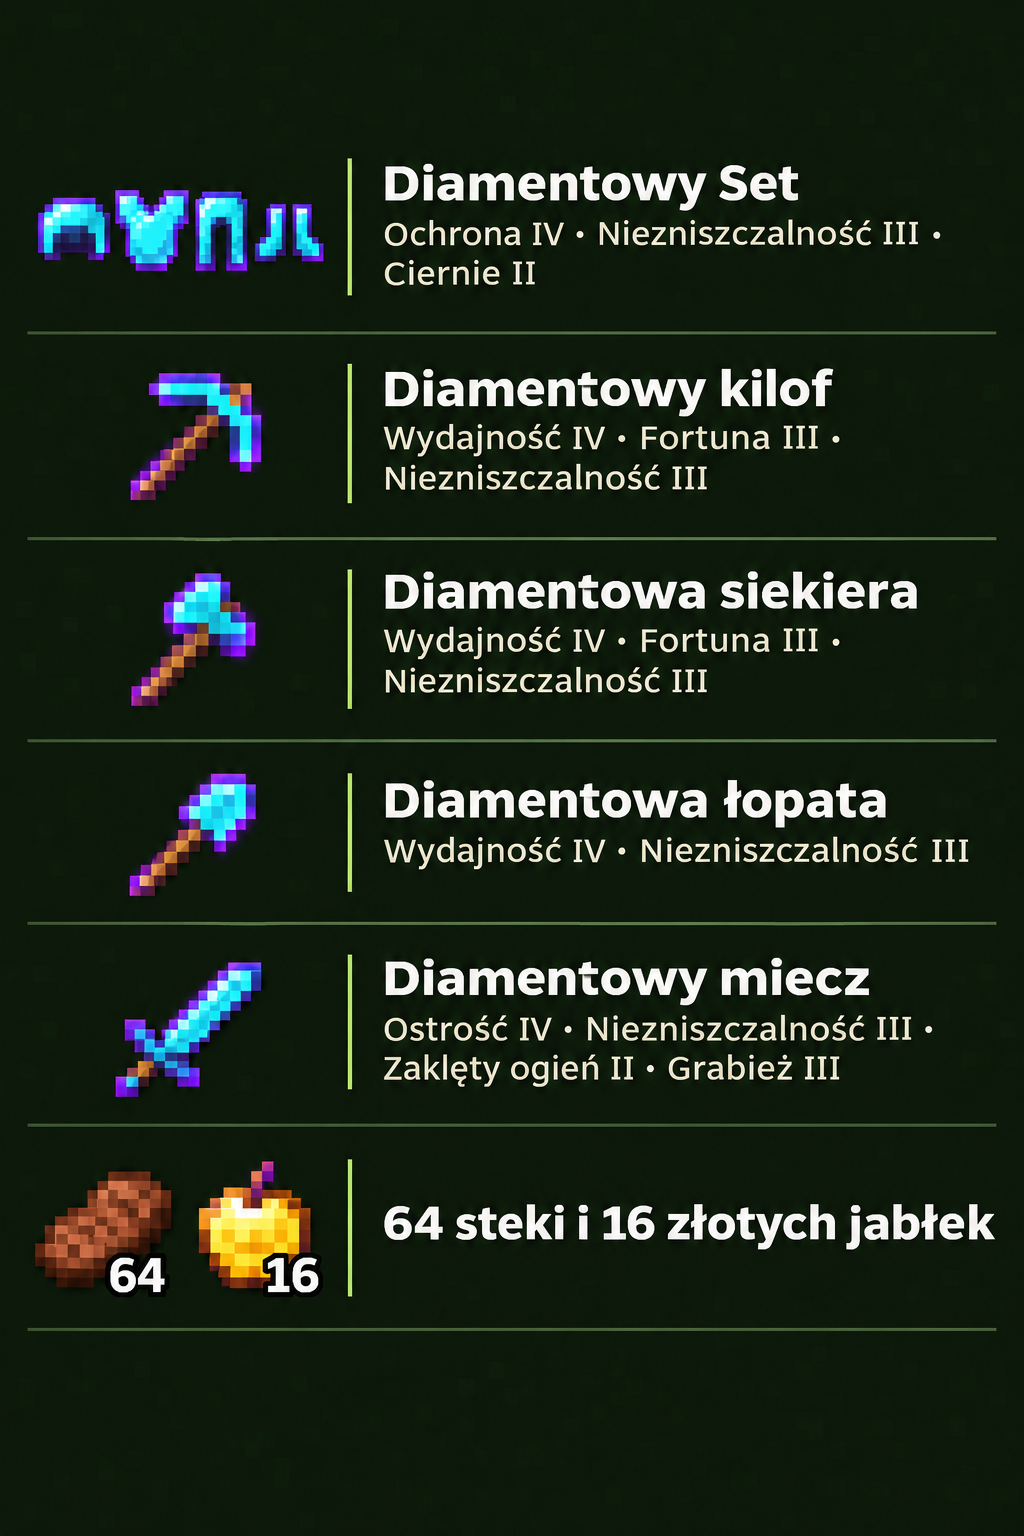 Diamentowy Set
Ochrona IV • Niezniszczalność III •
Ciernie II
Diamentowy kilof
Wydajność IV • Fortuna III •
Niezniszczalność III
Diamentowa siekiera
Wydajność IV • Fortuna III •
Niezniszczalność III
Diamentowa łopata
Wydajność IV • Niezniszczalność III
Diamentowy miecz
Ostrość IV • Niezniszczalność III •
Zaklęty ogień II • Grabież III
64
16
64 steki i 16 złotych jabłek